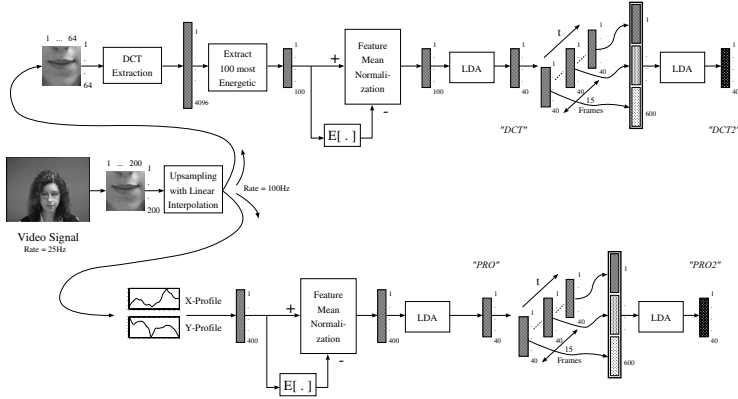 1 ... 64
1
.
.
64
DCT
Extraction
1
.
.
4096
Extract
100 most
Energetic
1
.
.
100
+
Feature
Mean
Normali-
zation
-
E[ . ]
1
.
.
100
LDA
1
.
.
40
"DCT"
t
1
.
.
40
1
.
.
40
1
.
.
40
15
Frames
1
.
.
600
LDA
1
.
.
40
"DCT2"
1 ... 200
1
.
.
200
Upsampling
with Linear
Interpolation
Rate = 100Hz
Video Signal
Rate = 25Hz
X-Profile
Y-Profile
1
.
.
400
+
Feature
Mean
Normali-
zation
-
E[ . ]
1
.
.
400
LDA
"PRO"
1
.
.
40
t
1
.
.
40
1
.
.
40
1
.
.
40
15
Frames
1
.
.
600
LDA
"PRO2"
1
.
.
40